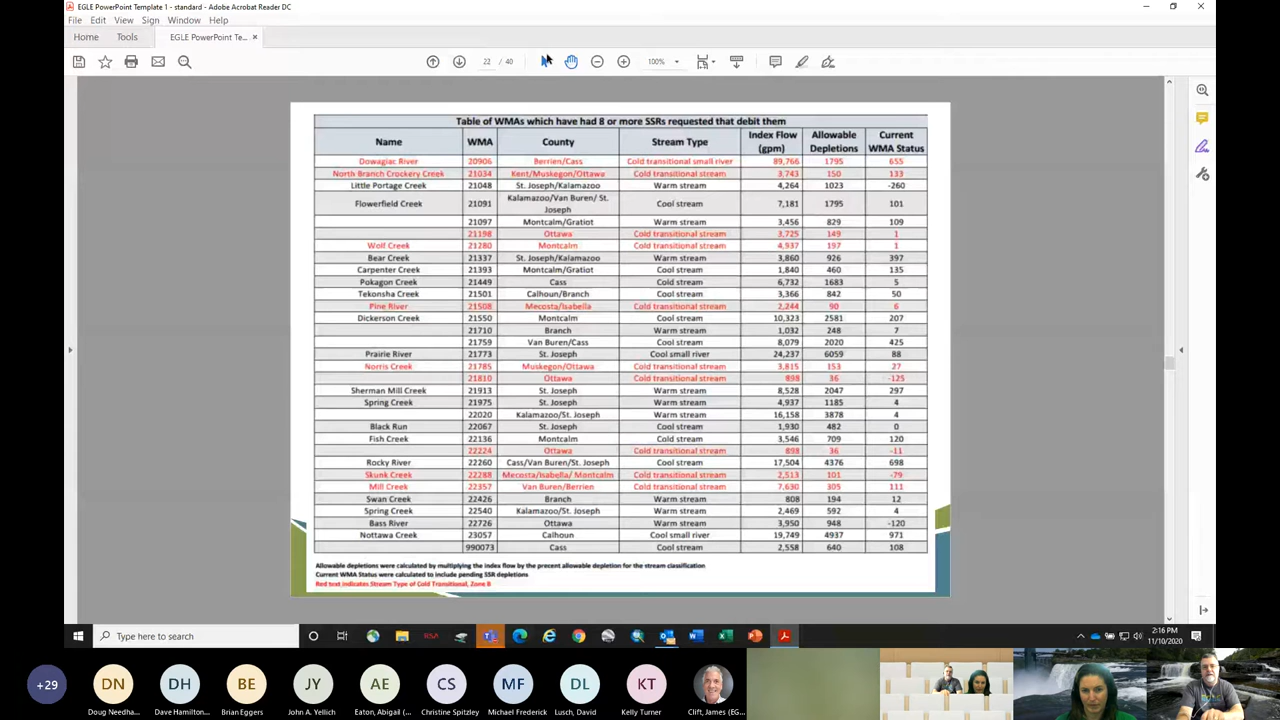 EGLE PowerPoint Template 1 - standard - Adobe Acrobat Reader DC
File Edit View Sign Window Help
Home Tools EGLE PowerPoint Te... ×
22 / 40 100%
Table of WMAs which have had 8 or more SSRs requested that debit them
Name WMA County Stream Type Index Flow (gpm) Allowable Depletions Current WMA Status
Dowagiac River 20906 Berrien/Cass Cold transitional small river 89,766 1795 655
North Branch Crockery Creek 21034 Kent/Muskegon/Ottawa Cold transitional stream 3,743 150 133
Little Portage Creek 21048 St. Joseph/Kalamazoo Warm stream 4,264 1023 -260
Flowerfield Creek 21091 Kalamazoo/Van Buren/ St. Joseph Cool stream 7,181 1795 101
21097 Montcalm/Gratiot Warm stream 3,456 829 109
21198 Ottawa Cold transitional stream 3,725 149 1
Wolf Creek 21280 Montcalm Cold transitional stream 4,937 197 1
Bear Creek 21337 St. Joseph/Kalamazoo Warm stream 3,860 926 397
Carpenter Creek 21393 Montcalm/Gratiot Cool stream 1,840 460 135
Pokagon Creek 21449 Cass Cold stream 6,732 1683 5
Tekonsha Creek 21501 Calhoun/Branch Cool stream 3,366 842 50
Pine River 21508 Mecosta/Isabella Cold transitional stream 2,244 90 6
Dickerson Creek 21550 Montcalm Cool stream 10,323 2581 207
21710 Branch Warm stream 1,032 248 7
21759 Van Buren/Cass Cool stream 8,079 2020 425
Prairie River 21773 St. Joseph Cool small river 24,237 6059 88
Norris Creek 21785 Muskegon/Ottawa Cold transitional stream 3,815 153 27
21810 Ottawa Cold transitional stream 898 36 -125
Sherman Mill Creek 21913 St. Joseph Warm stream 8,528 2047 297
Spring Creek 21975 St. Joseph Warm stream 4,937 1185 4
22020 Kalamazoo/St. Joseph Warm stream 16,158 3878 4
Black Run 22067 St. Joseph Cool stream 1,930 482 0
Fish Creek 22136 Montcalm Cold stream 3,546 709 120
22224 Ottawa Cold transitional stream 898 36 -11
Rocky River 22260 Cass/Van Buren/St. Joseph Cool stream 17,504 4376 698
Skunk Creek 22288 Mecosta/Isabella/ Montcalm Cold transitional stream 2,513 101 -79
Mill Creek 22357 Van Buren/Berrien Cold transitional stream 7,630 305 111
Swan Creek 22426 Branch Warm stream 808 194 12
Spring Creek 22540 Kalamazoo/St. Joseph Warm stream 2,469 592 4
Bass River 22726 Ottawa Warm stream 3,950 948 -120
Nottawa Creek 23057 Calhoun Cool small river 19,749 4937 971
990073 Cass Cool stream 2,558 640 108
Allowable depletions were calculated by multiplying the index flow by the precent allowable depletion for the stream classification
Current WMA Status were calculated to include pending SSR depletions
Red text indicates Stream Type of Cold Transitional, Zone B
Type here to search
RSA
2:16 PM
11/10/2020
+29 DN DH BE JY AE CS MF DL KT
Doug Needha... Dave Hamilton... Brian Eggers John A. Yellich Eaton, Abigail (... Christine Spitzley Michael Frederick Lusch, David Kelly Turner Clift, James (EG...